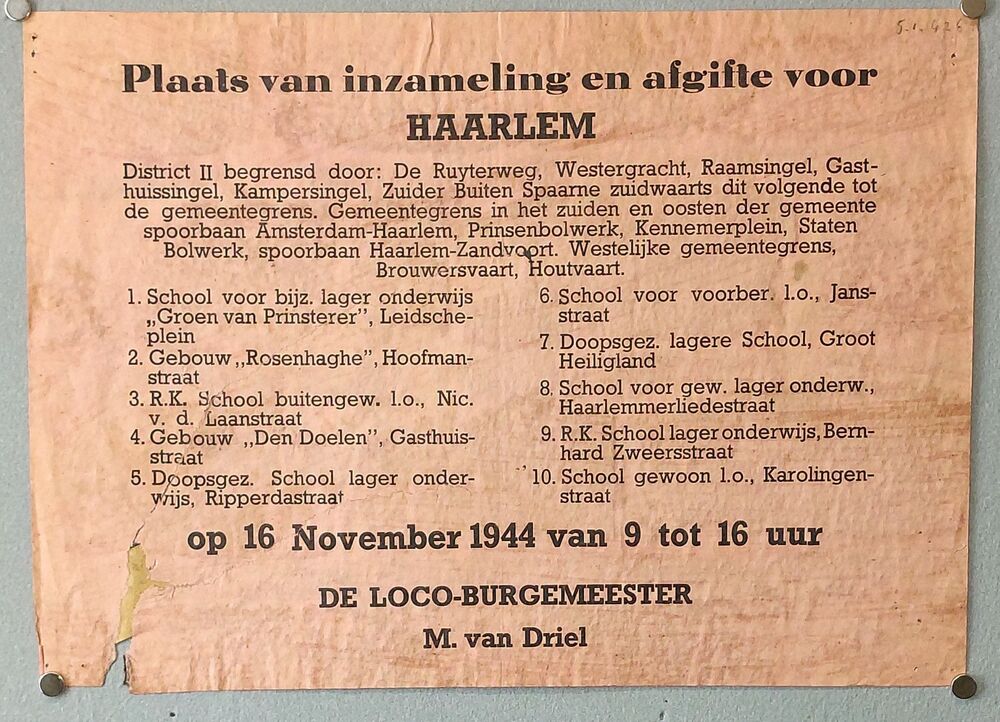 5.1.426
Plaats van inzameling en afgifte voor
HAARLEM
District II begrensd door: De Ruyterweg, Westergracht, Raamsingel, Gast-
huissingel, Kampersingel, Zuider Buiten Spaarne zuidwaarts dit volgende tot
de gemeentegrens. Gemeentegrens in het zuiden en oosten der gemeente
spoorbaan Amsterdam-Haarlem, Prinsenbolwerk, Kennemerplein, Staten
Bolwerk, spoorbaan Haarlem-Zandvoort. Westelijke gemeentegrens,
Brouwersvaart, Houtvaart.
1. School voor bijz. lager onderwijs
„Groen van Prinsterer”, Leidsche-
plein
2. Gebouw „Rosenhaghe”, Hoofman-
straat
3. R.K. School buitengew. l.o., Nic.
v. d. Laanstraat
4. Gebouw „Den Doelen”, Gasthuis-
straat
5. Doopsgez. School lager onder-
wijs, Ripperdastraat
6. School voor voorber. l.o., Jans-
straat
7. Doopsgez. lagere School, Groot
Heiligland
8. School voor gew. lager onderw.,
Haarlemmerliedestraat
9. R.K. School lager onderwijs, Bern-
hard Zweersstraat
10. School gewoon l.o., Karolingen-
straat
op 16 November 1944 van 9 tot 16 uur
DE LOCO-BURGEMEESTER
M. van Driel